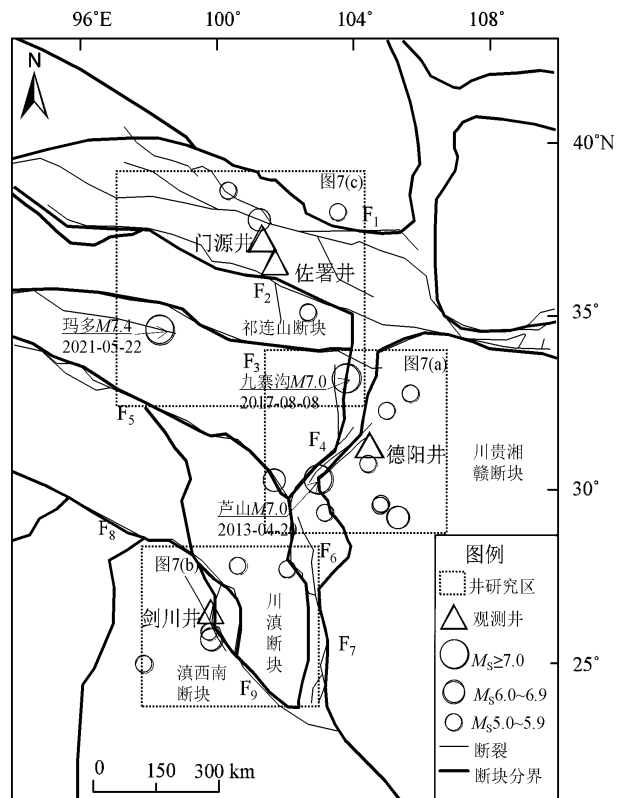 96°E 100° 104° 108°
N
40°N
图7(c)
F1
门源井
佐署井
F2
35°
玛多M7.4
2021-05-22
祁连山断块
F3
图7(a)
九寨沟M7.0
2017-08-08
F5
F4
德阳井
川贵湘
赣断块
30°
芦山M7.0
2013-04-20
F8
F6
图例
图7(b)
井研究区
川滇断块
剑川井
观测井
F7
MS≥7.0
25°
滇西南
断块
F9
MS6.0~6.9
MS5.0~5.9
断裂
0 150 300 km
断块分界